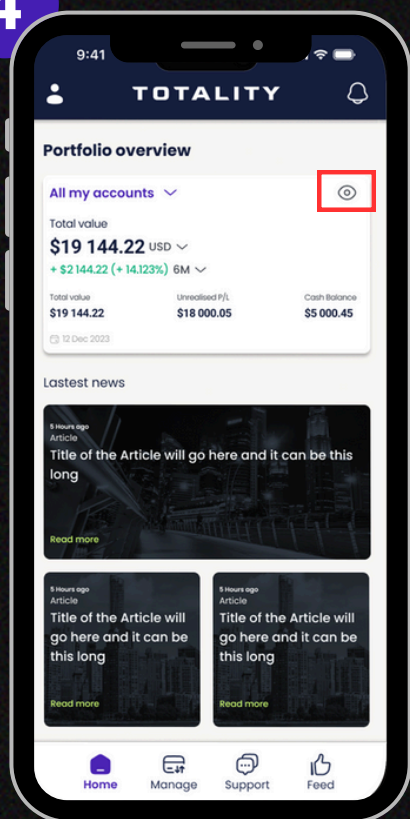 9:41
TOTALITY
Portfolio overview
All my accounts
Total value
$19 144.22 USD
+ $2 144.22 (+ 14.123%) 6M
Total value Unrealised P/L Cash Balance
$19 144.22 $18 000.05 $5 000.45
12 Dec 2023
Lastest news
5 Hours ago
Article
Title of the Article will go here and it can be this
long
Read more
5 Hours ago
Article
Title of the Article will
go here and it can be
this long
Read more
5 Hours ago
Article
Title of the Article will
go here and it can be
this long
Read more
Home Manage Support Feed